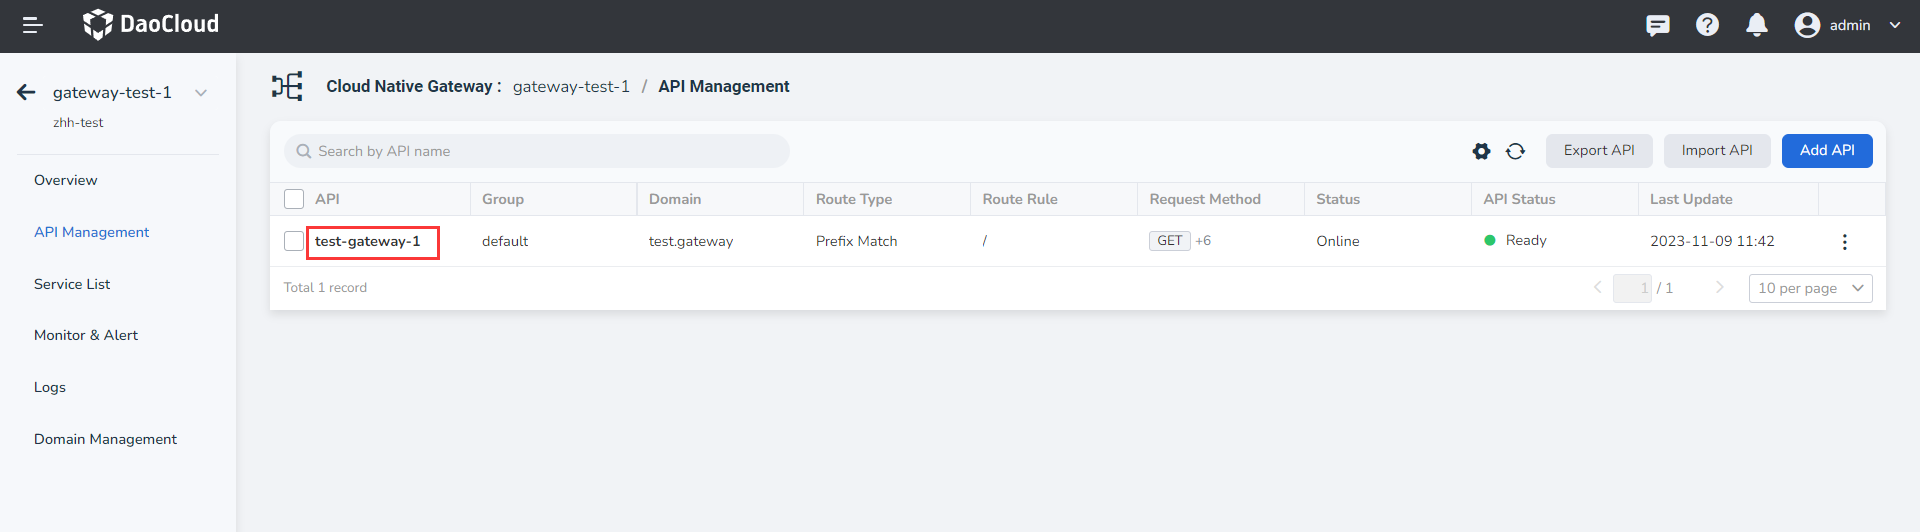 DaoCloud
admin
gateway-test-1
zhh-test
Overview
API Management
Service List
Monitor & Alert
Logs
Domain Management
Cloud Native Gateway : gateway-test-1 / API Management
Search by API name
Export API Import API Add API
API Group Domain Route Type Route Rule Request Method Status API Status Last Update
test-gateway-1 default test.gateway Prefix Match / GET +6 Online Ready 2023-11-09 11:42
Total 1 record
1 / 1 10 per page